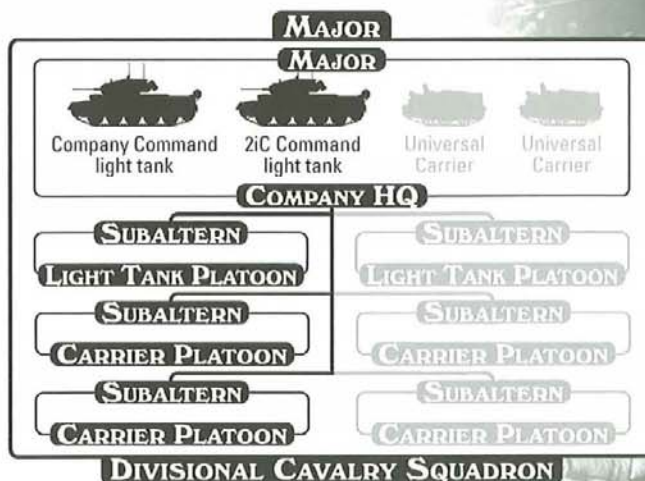 MAJOR
MAJOR
Company Command light tank
2iC Command light tank
Universal Carrier
Universal Carrier
COMPANY HQ
SUBALTERN
SUBALTERN
LIGHT TANK PLATOON
LIGHT TANK PLATOON
SUBALTERN
SUBALTERN
CARRIER PLATOON
CARRIER PLATOON
SUBALTERN
SUBALTERN
CARRIER PLATOON
CARRIER PLATOON
DIVISIONAL CAVALRY SQUADRON